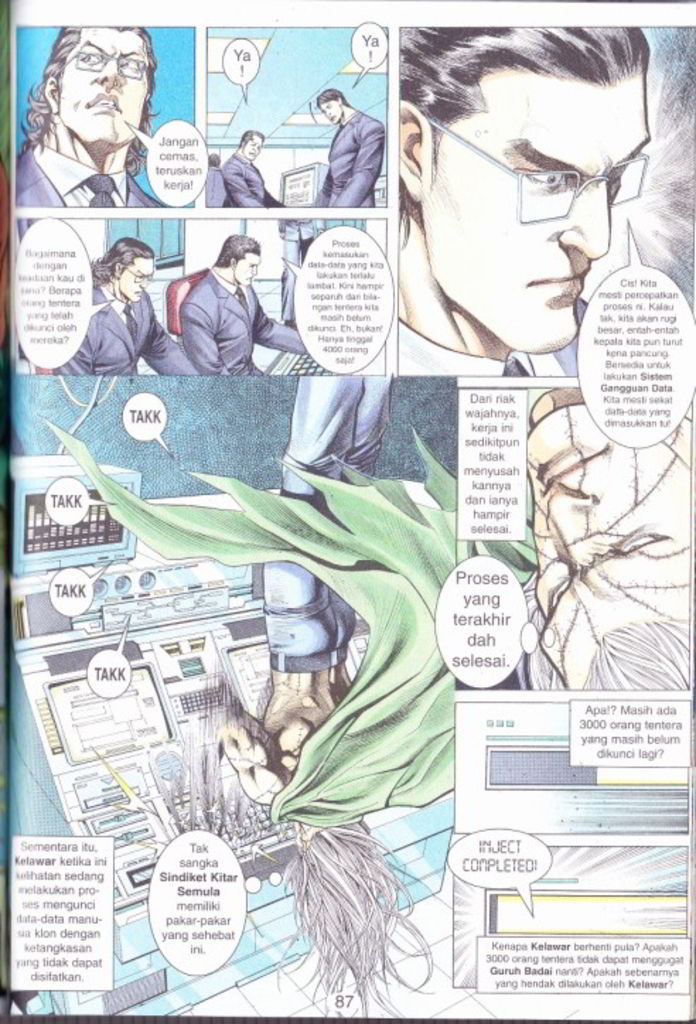 Jangan
cemas,
teruskan
kerja!
Ya
!
Ya
!
Bagaimana
dengan
keadaan kau di
sana? Berapa
orang tentera
yang telah
dikunci oleh
mereka?
Proses
kemasukan
data-data yang kita
lakukan terlalu
lambat. Kini hampir
separuh dari bila-
ngan tentera kita
dikunci. Eh, bukan!
Hanya tinggal
4000 orang
saja!
Cis! Kita
mesti percepatkan
proses ni. Kalau
tak, kita akan rugi
besar, entah-entah
kepala kita pun turut
kena pancung.
Bersedia untuk
lakukan Sistem
Gangguan Data.
Kita mesti sekat
data-data yang
dimasukkan tu!
TAKK
TAKK
TAKK
TAKK
Dari riak
wajahnya,
kerja ini
sedikitpun
tidak
menyusah
kannya
dan ianya
hampir
selesai.
Proses
yang
terakhir
dah
selesai.
Apa!? Masih ada
3000 orang tentera
yang masih belum
dikunci lagi?
INJECT
COMPLETED!
Sementara itu,
Kelawar ketika ini
kelihatan sedang
melakukan pro-
ses mengunci
data-data manu-
sia klon dengan
ketangkasan
yang tidak dapat
disifatkan.
Tak
sangka
Sindiket Kitar
Semula
memiliki
pakar-pakar
yang sehebat
ini.
Kenapa Kelawar berhenti pula? Apakah
3000 orang tentera tidak dapat menggugat
Guruh Badai nanti? Apakah sebenarnya
yang hendak dilakukan oleh Kelawar?
87